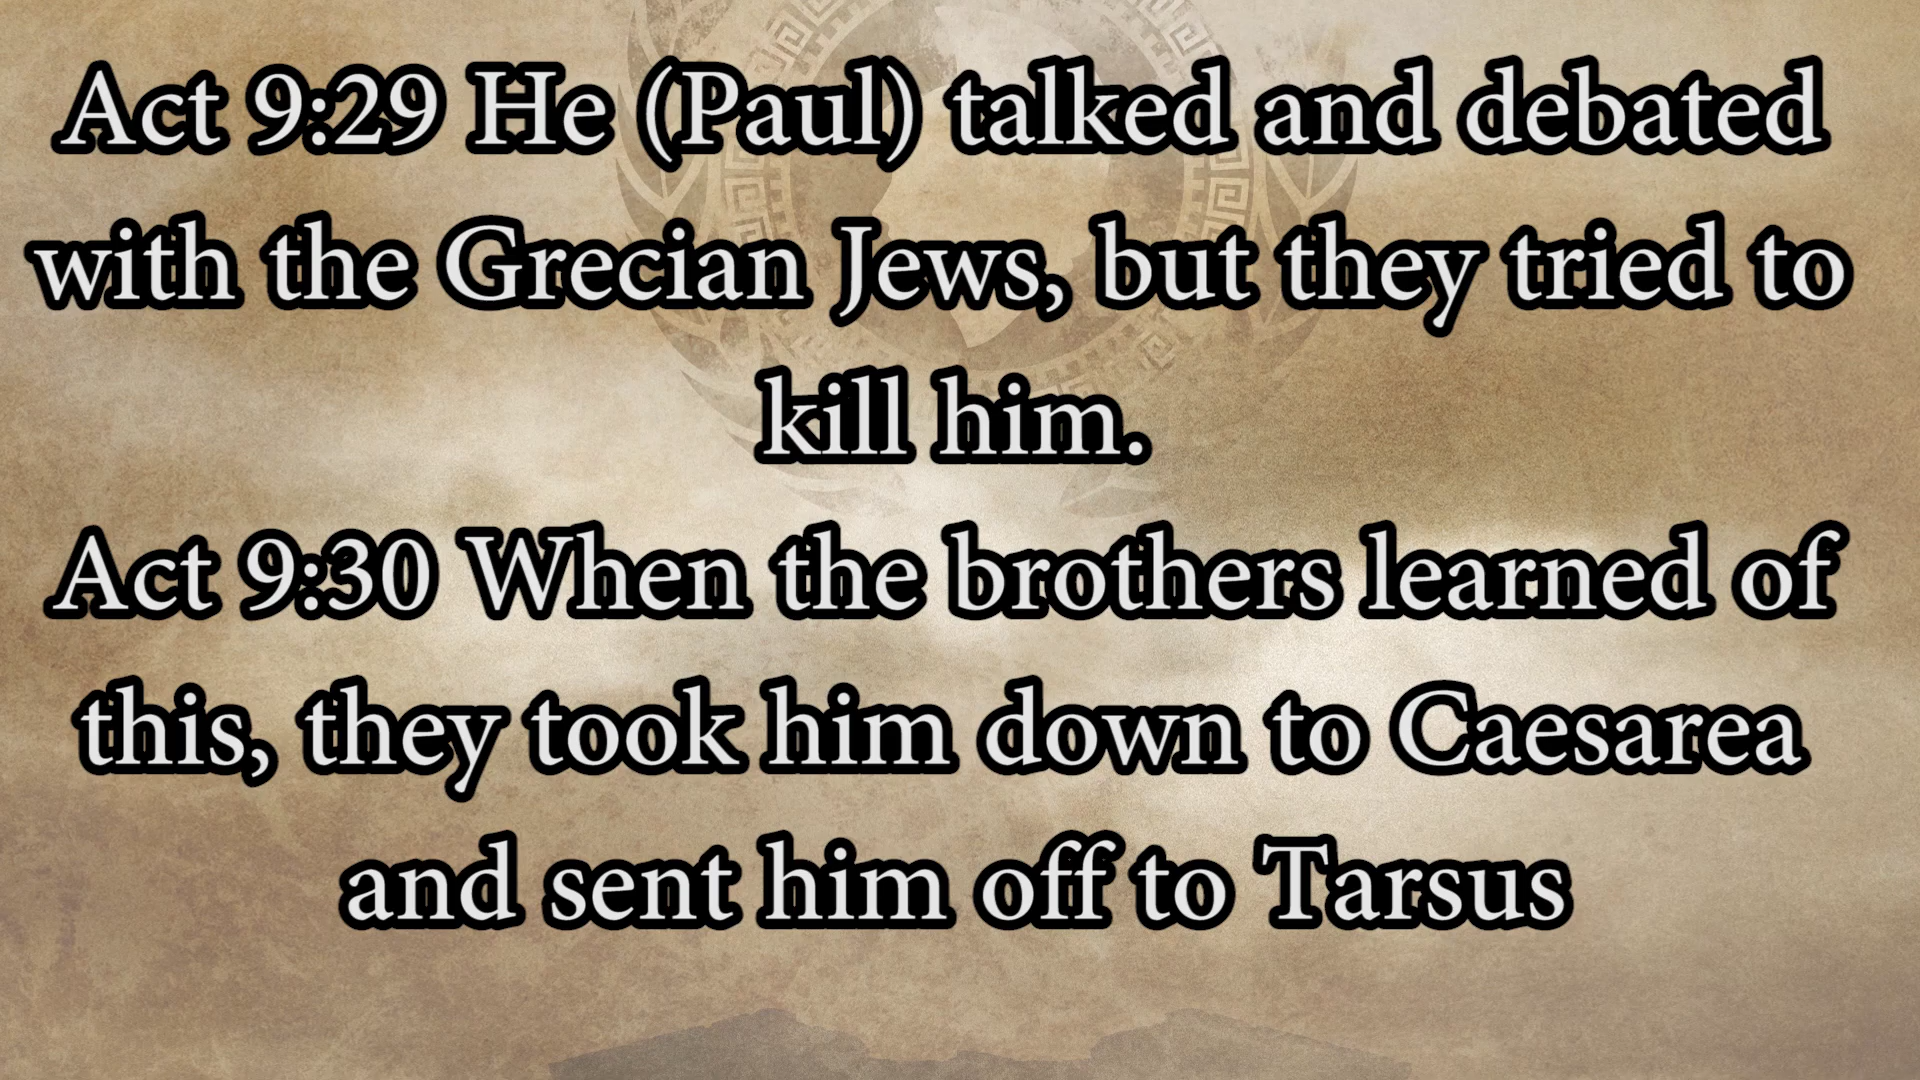 Act 9:29 He (Paul) talked and debated
with the Grecian Jews, but they tried to
kill him.
Act 9:30 When the brothers learned of
this, they took him down to Caesarea
and sent him off to Tarsus